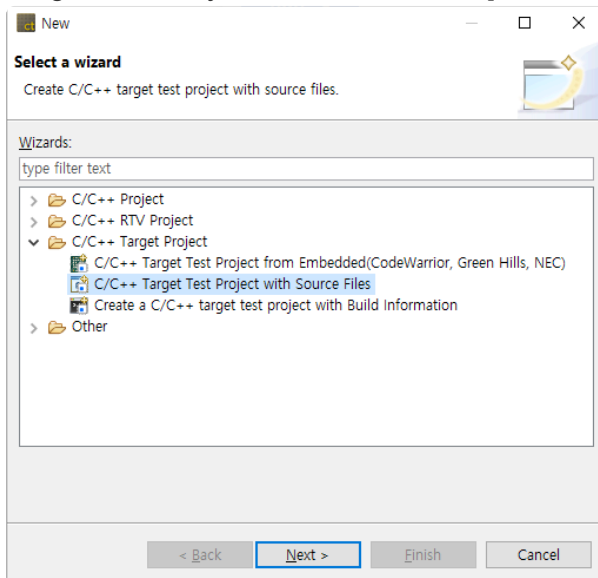 ct New
Select a wizard
Create C/C++ target test project with source files.
Wizards:
type filter text
C/C++ Project
C/C++ RTV Project
C/C++ Target Project
C/C++ Target Test Project from Embedded(CodeWarrior, Green Hills, NEC)
C/C++ Target Test Project with Source Files
Create a C/C++ target test project with Build Information
Other
< Back Next > Finish Cancel